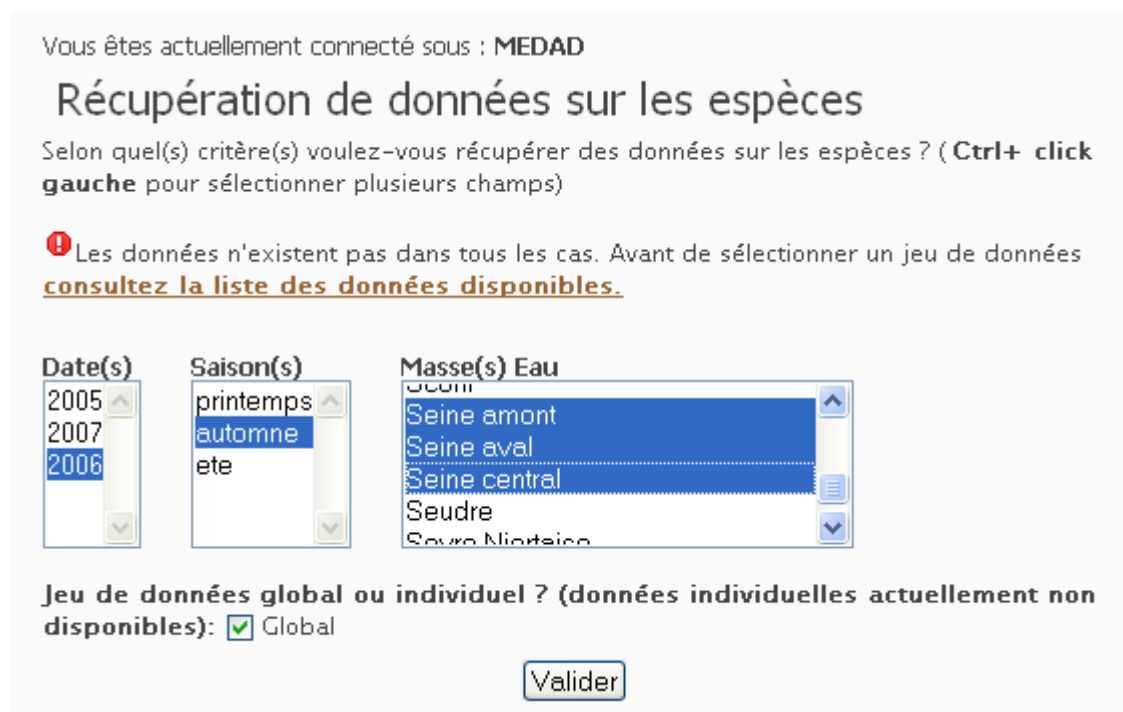 Vous êtes actuellement connecté sous : MEDAD
Récupération de données sur les espèces
Selon quel(s) critère(s) voulez-vous récupérer des données sur les espèces ? ( Ctrl+ click
gauche pour sélectionner plusieurs champs)
Les données n'existent pas dans tous les cas. Avant de sélectionner un jeu de données
consultez la liste des données disponibles.
Date(s) Saison(s) Masse(s) Eau
2005 printemps Seine amont
2007 automne Seine aval
2006 ete Seine central
Seudre
Sevre Niortaise
Jeu de données global ou individuel ? (données individuelles actuellement non
disponibles): Global
Valider